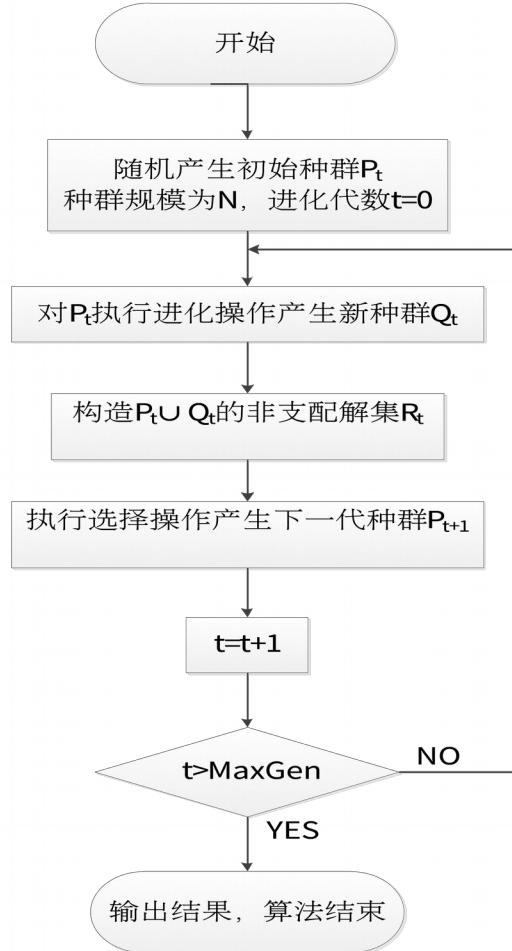 开始
随机产生初始种群Pt
种群规模为N，进化代数t=0
对Pt执行进化操作产生新种群Qt
构造Pt∪Qt的非支配解集Rt
执行选择操作产生下一代种群Pt+1
t=t+1
t>MaxGen
NO
YES
输出结果，算法结束